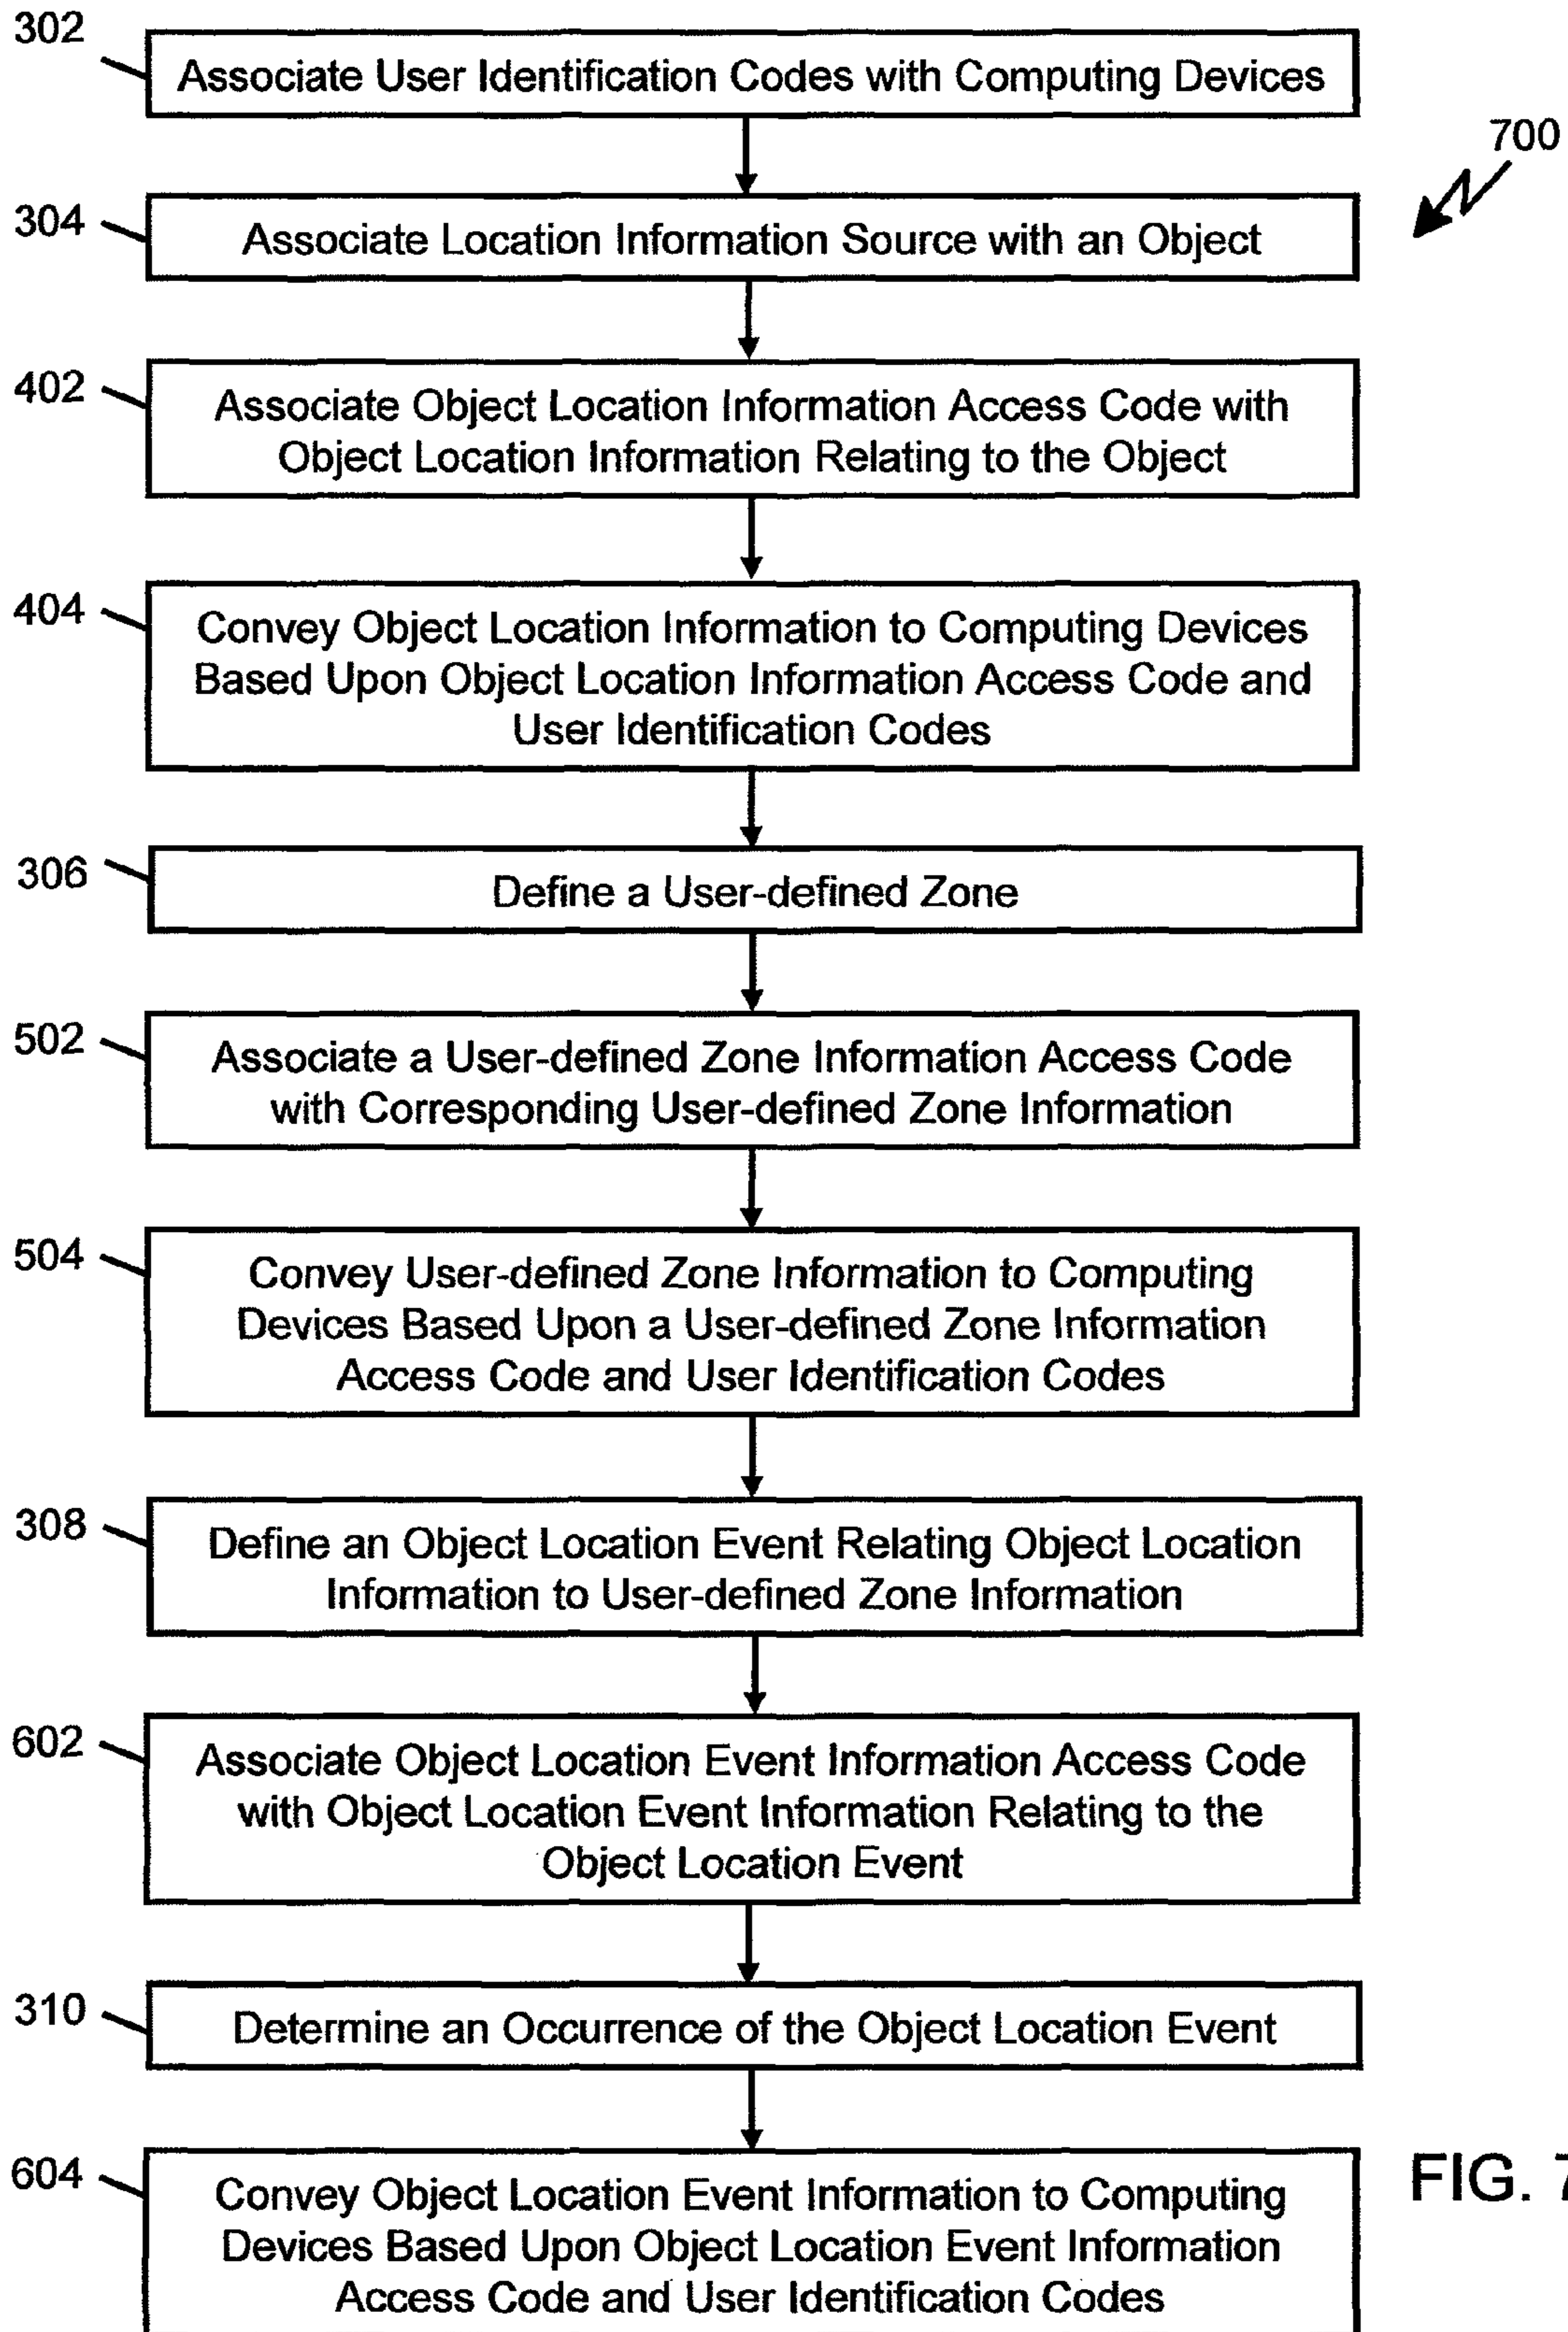 302
Associate User Identification Codes with Computing Devices
700
304
Associate Location Information Source with an Object
402
Associate Object Location Information Access Code with
Object Location Information Relating to the Object
404
Convey Object Location Information to Computing Devices
Based Upon Object Location Information Access Code and
User Identification Codes
306
Define a User-defined Zone
502
Associate a User-defined Zone Information Access Code
with Corresponding User-defined Zone Information
504
Convey User-defined Zone Information to Computing
Devices Based Upon a User-defined Zone Information
Access Code and User Identification Codes
308
Define an Object Location Event Relating Object Location
Information to User-defined Zone Information
602
Associate Object Location Event Information Access Code
with Object Location Event Information Relating to the
Object Location Event
310
Determine an Occurrence of the Object Location Event
604
Convey Object Location Event Information to Computing
Devices Based Upon Object Location Event Information
Access Code and User Identification Codes
FIG. 7